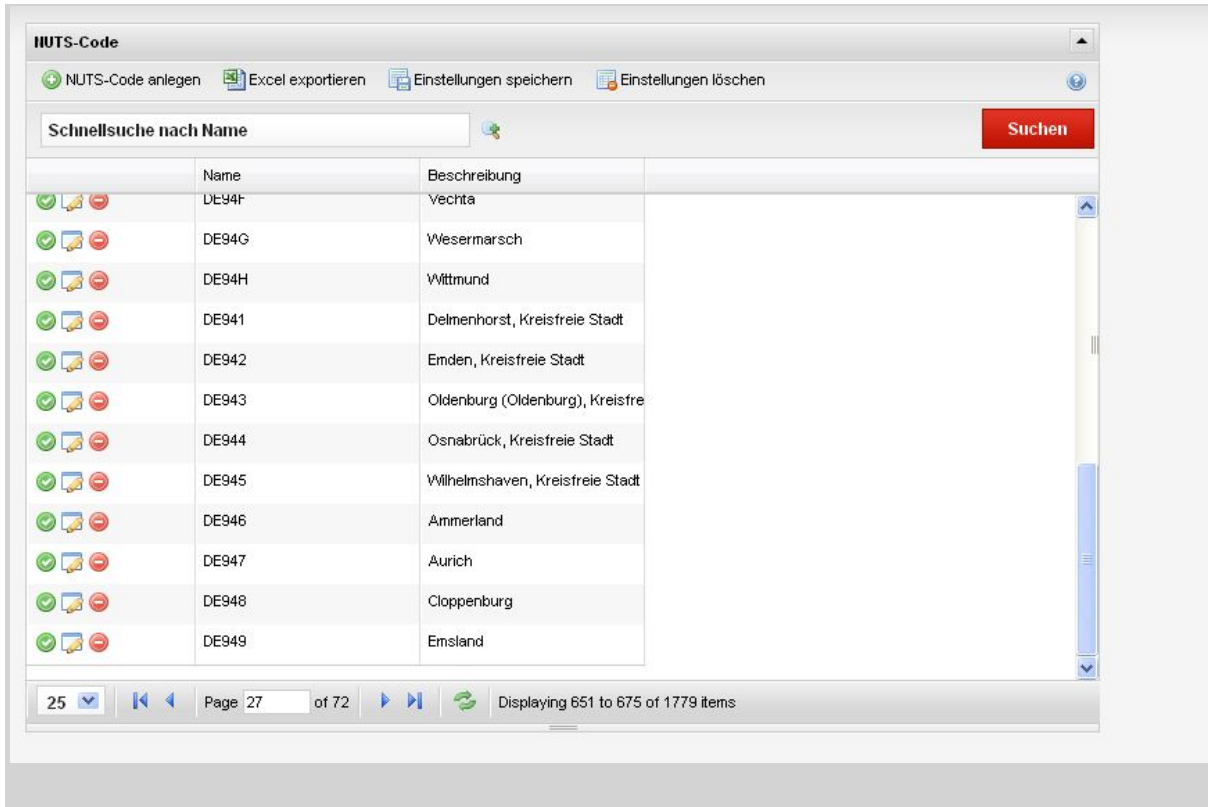 NUTS-Code
NUTS-Code anlegen Excel exportieren Einstellungen speichern Einstellungen löschen
Schnellsuche nach Name Suchen
Name Beschreibung
DE94F Vechta
DE94G Wesermarsch
DE94H Wittmund
DE941 Delmenhorst, Kreisfreie Stadt
DE942 Emden, Kreisfreie Stadt
DE943 Oldenburg (Oldenburg), Kreisfre
DE944 Osnabrück, Kreisfreie Stadt
DE945 Wilhelmshaven, Kreisfreie Stadt
DE946 Ammerland
DE947 Aurich
DE948 Cloppenburg
DE949 Emsland
25 Page 27 of 72 Displaying 651 to 675 of 1779 items